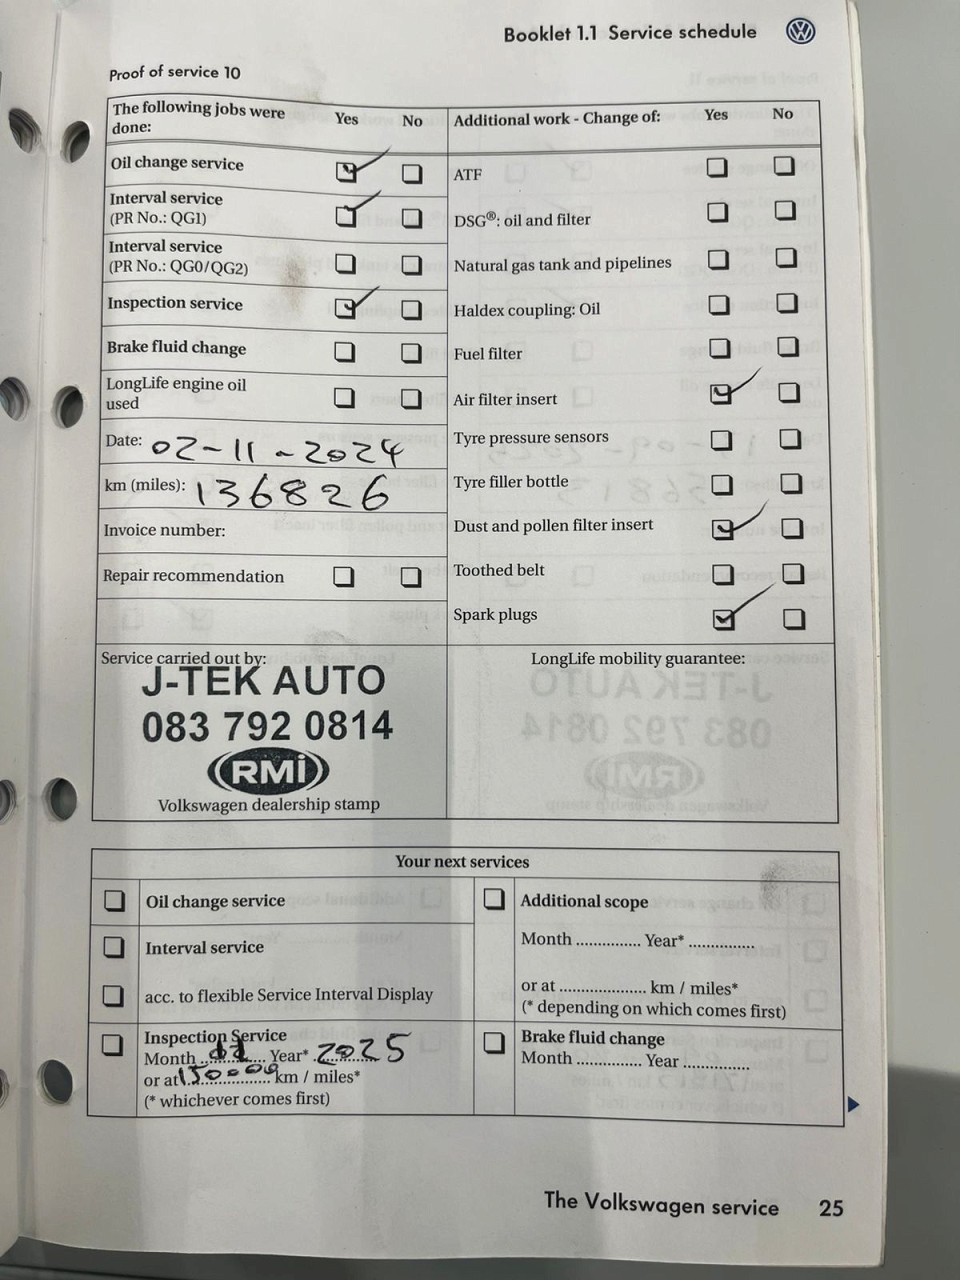 Booklet 1.1 Service schedule
Proof of service 10
The following jobs were done: Yes No
Oil change service
Interval service
(PR No.: QG1)
Interval service
(PR No.: QG0/QG2)
Inspection service
Brake fluid change
LongLife engine oil
used
Date: 02-11-2024
km (miles): 136826
Invoice number:
Repair recommendation
Additional work - Change of: Yes No
ATF
DSG®: oil and filter
Natural gas tank and pipelines
Haldex coupling: Oil
Fuel filter
Air filter insert
Tyre pressure sensors
Tyre filler bottle
Dust and pollen filter insert
Toothed belt
Spark plugs
Service carried out by:
J-TEK AUTO
083 792 0814
RMi
Volkswagen dealership stamp
LongLife mobility guarantee:
Your next services
Oil change service
Interval service
acc. to flexible Service Interval Display
Inspection Service
Month ............ Year* 2025
or at 150000 km / miles*
(* whichever comes first)
Additional scope
Month .............. Year* ..............
or at .................... km / miles*
(* depending on which comes first)
Brake fluid change
Month .............. Year ..............
The Volkswagen service 25